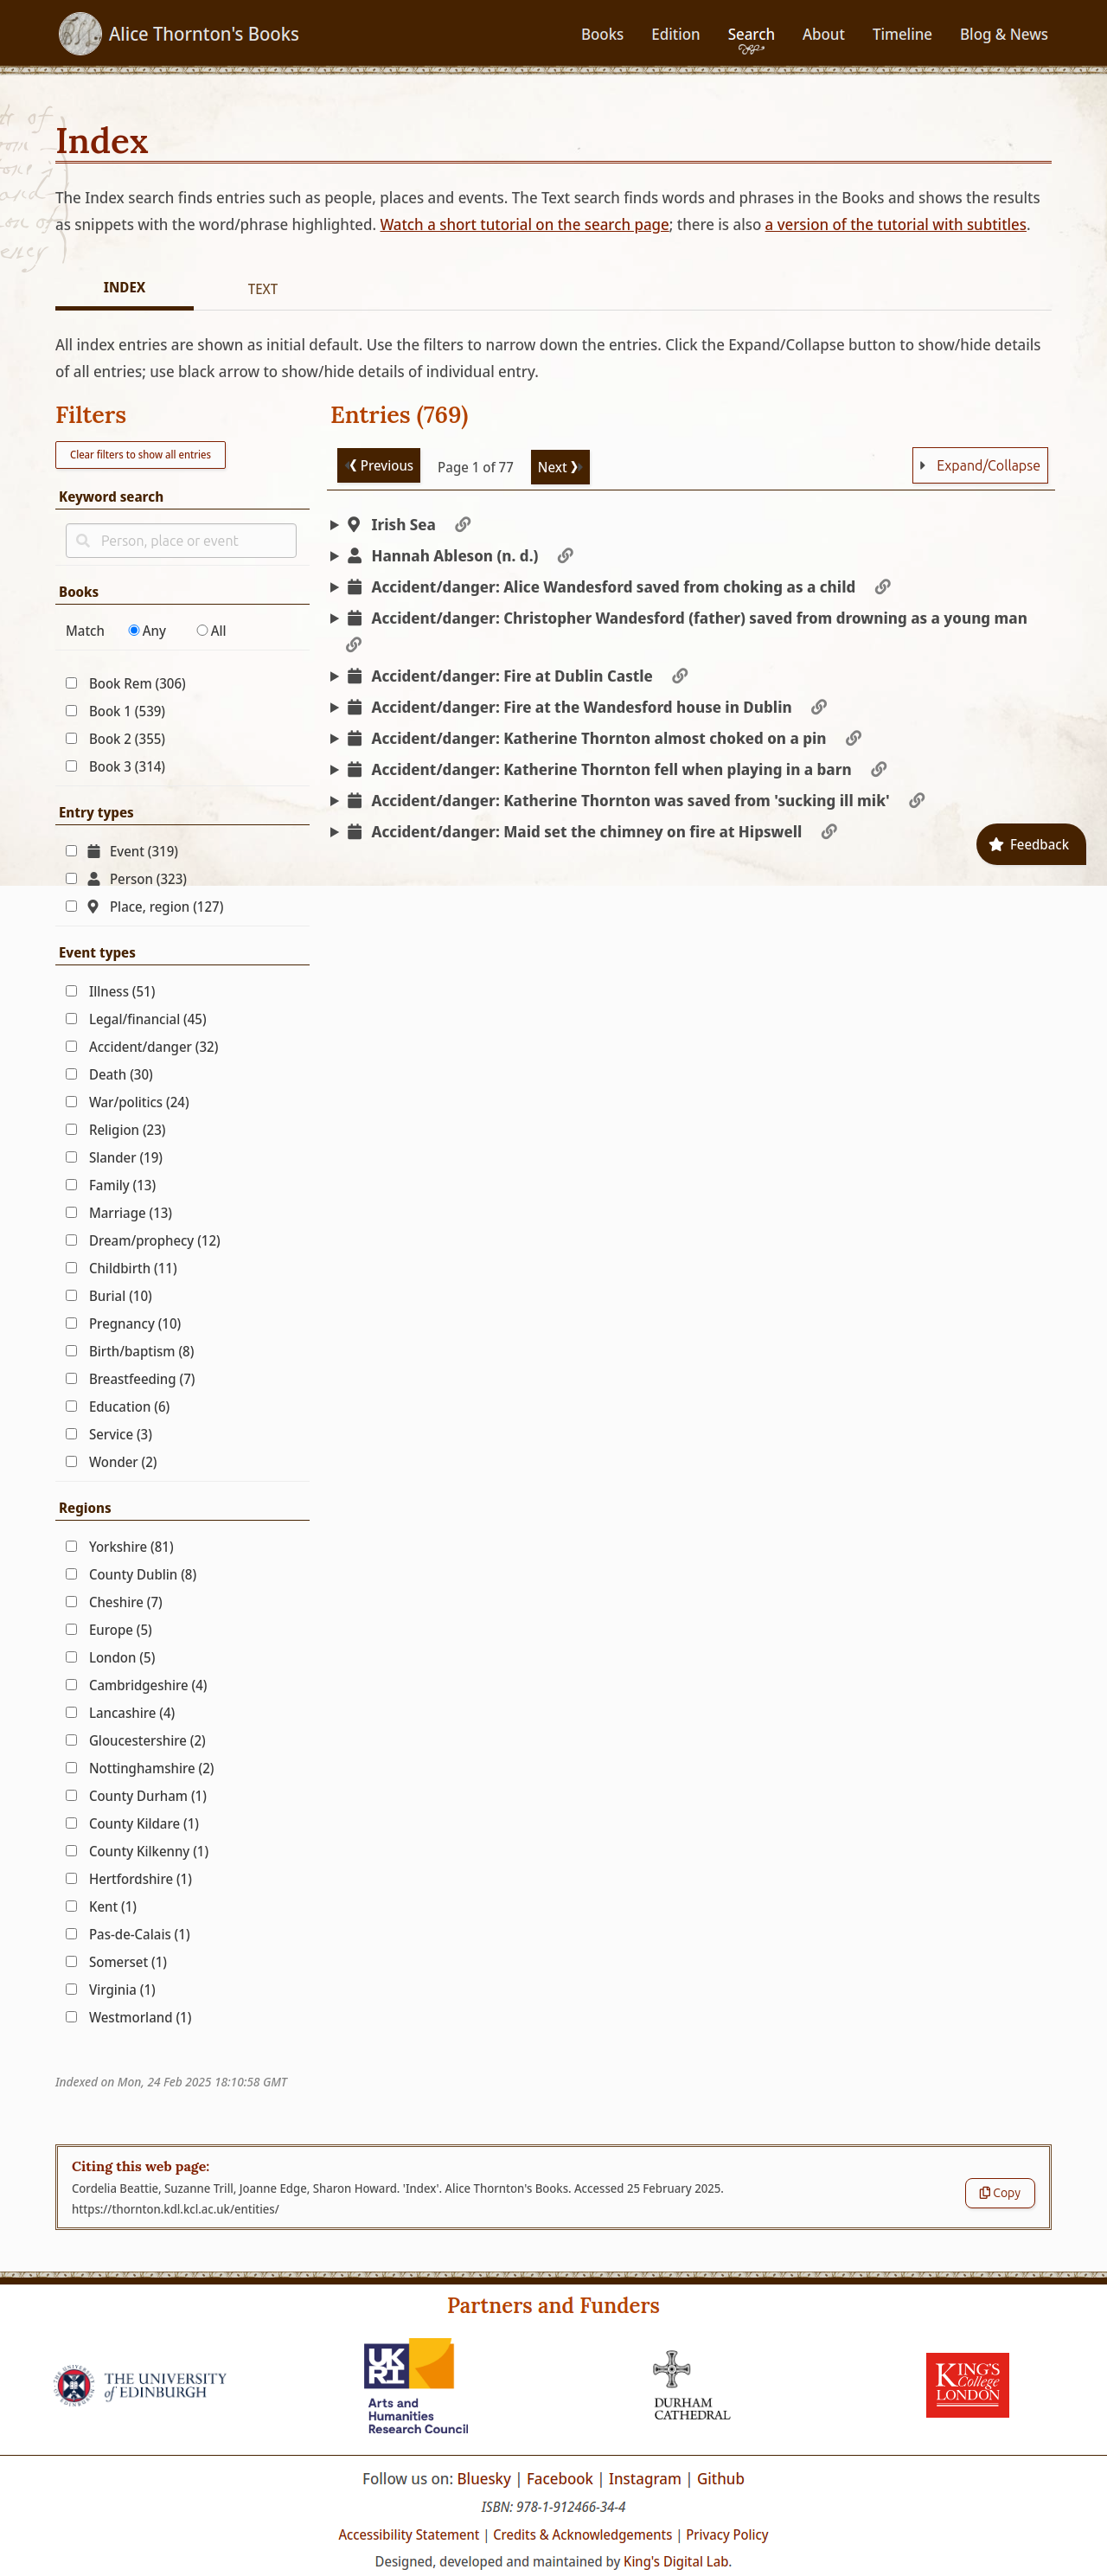 Alice Thornton's Books
Books Edition Search About Timeline Blog & News
Index
The Index search finds entries such as people, places and events. The Text search finds words and phrases in the Books and shows the results
as snippets with the word/phrase highlighted. Watch a short tutorial on the search page; there is also a version of the tutorial with subtitles.
INDEX TEXT
All index entries are shown as initial default. Use the filters to narrow down the entries. Click the Expand/Collapse button to show/hide details
of all entries; use black arrow to show/hide details of individual entry.
Filters
Clear filters to show all entries
Keyword search
Person, place or event
Books
Match Any All
Book Rem (306)
Book 1 (539)
Book 2 (355)
Book 3 (314)
Entry types
Event (319)
Person (323)
Place, region (127)
Event types
Illness (51)
Legal/financial (45)
Accident/danger (32)
Death (30)
War/politics (24)
Religion (23)
Slander (19)
Family (13)
Marriage (13)
Dream/prophecy (12)
Childbirth (11)
Burial (10)
Pregnancy (10)
Birth/baptism (8)
Breastfeeding (7)
Education (6)
Service (3)
Wonder (2)
Regions
Yorkshire (81)
County Dublin (8)
Cheshire (7)
Europe (5)
London (5)
Cambridgeshire (4)
Lancashire (4)
Gloucestershire (2)
Nottinghamshire (2)
County Durham (1)
County Kildare (1)
County Kilkenny (1)
Hertfordshire (1)
Kent (1)
Pas-de-Calais (1)
Somerset (1)
Virginia (1)
Westmorland (1)
Entries (769)
Previous Page 1 of 77 Next Expand/Collapse
Irish Sea
Hannah Ableson (n. d.)
Accident/danger: Alice Wandesford saved from choking as a child
Accident/danger: Christopher Wandesford (father) saved from drowning as a young man
Accident/danger: Fire at Dublin Castle
Accident/danger: Fire at the Wandesford house in Dublin
Accident/danger: Katherine Thornton almost choked on a pin
Accident/danger: Katherine Thornton fell when playing in a barn
Accident/danger: Katherine Thornton was saved from 'sucking ill mik'
Accident/danger: Maid set the chimney on fire at Hipswell
Feedback
Indexed on Mon, 24 Feb 2025 18:10:58 GMT
Citing this web page:
Cordelia Beattie, Suzanne Trill, Joanne Edge, Sharon Howard. 'Index'. Alice Thornton's Books. Accessed 25 February 2025.
https://thornton.kdl.kcl.ac.uk/entities/
Copy
Partners and Funders
THE UNIVERSITY
of EDINBURGH
UKRI
Arts and
Humanities
Research Council
DURHAM
CATHEDRAL
KING'S
College
LONDON
Follow us on: Bluesky | Facebook | Instagram | Github
ISBN: 978-1-912466-34-4
Accessibility Statement | Credits & Acknowledgements | Privacy Policy
Designed, developed and maintained by King's Digital Lab.